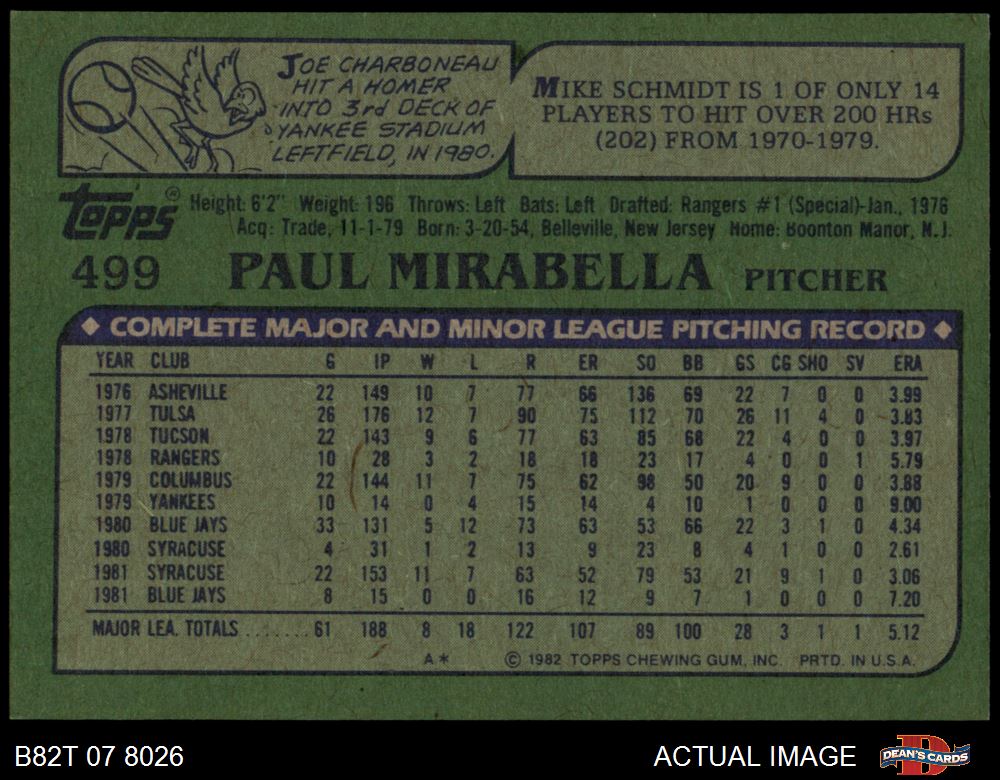 JOE CHARBONEAU
HIT A HOMER
INTO 3rd DECK OF
YANKEE STADIUM
LEFTFIELD, IN 1980.
MIKE SCHMIDT IS 1 OF ONLY 14
PLAYERS TO HIT OVER 200 HRs
(202) FROM 1970-1979.
Topps®
Height: 6'2" Weight: 196 Throws: Left Bats: Left Drafted: Rangers #1 (Special)-Jan., 1976
Acq: Trade, 11-1-79 Born: 3-20-54, Belleville, New Jersey Home: Boonton Manor, N.J.
499 PAUL MIRABELLA PITCHER
COMPLETE MAJOR AND MINOR LEAGUE PITCHING RECORD
YEAR CLUB G IP W L R ER SO BB GS CG SHO SV ERA
1976 ASHEVILLE 22 149 10 7 77 66 136 69 22 7 0 0 3.99
1977 TULSA 26 176 12 7 90 75 112 70 26 11 4 0 3.83
1978 TUCSON 22 143 9 6 77 63 85 68 22 4 0 0 3.97
1978 RANGERS 10 28 3 2 18 18 23 17 4 0 0 1 5.79
1979 COLUMBUS 22 144 11 7 75 62 98 50 20 9 0 0 3.88
1979 YANKEES 10 14 0 4 15 14 4 10 1 0 0 0 9.00
1980 BLUE JAYS 33 131 5 12 73 63 53 66 22 3 1 0 4.34
1980 SYRACUSE 4 31 1 2 13 9 23 8 4 1 0 0 2.61
1981 SYRACUSE 22 153 11 7 63 52 79 53 21 9 1 0 3.06
1981 BLUE JAYS 8 15 0 0 16 12 9 7 1 0 0 0 7.20
MAJOR LEA. TOTALS ....... 61 188 8 18 122 107 89 100 28 3 1 1 5.12
A* © 1982 TOPPS CHEWING GUM, INC. PRTD. IN U.S.A.
B82T 07 8026 ACTUAL IMAGE DEAN'S CARDS